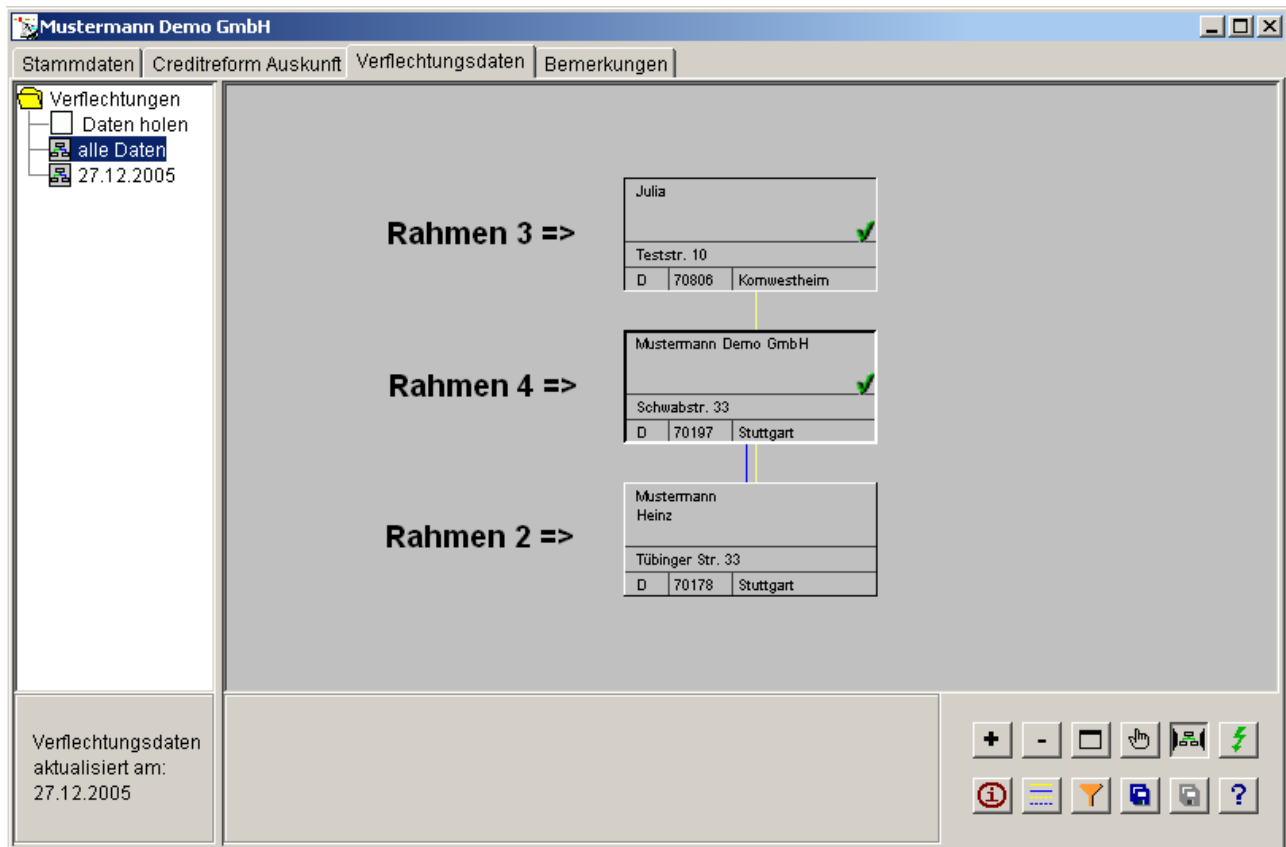 Mustermann Demo GmbH
Stammdaten Creditreform Auskunft Verflechtungsdaten Bemerkungen
Verflechtungen
Daten holen
alle Daten
27.12.2005
Rahmen 3 =>
Julia
Teststr. 10
D 70806 Kornwestheim
Rahmen 4 =>
Mustermann Demo GmbH
Schwabstr. 33
D 70197 Stuttgart
Rahmen 2 =>
Mustermann
Heinz
Tübinger Str. 33
D 70178 Stuttgart
Verflechtungsdaten
aktualisiert am:
27.12.2005
+ -
i ?